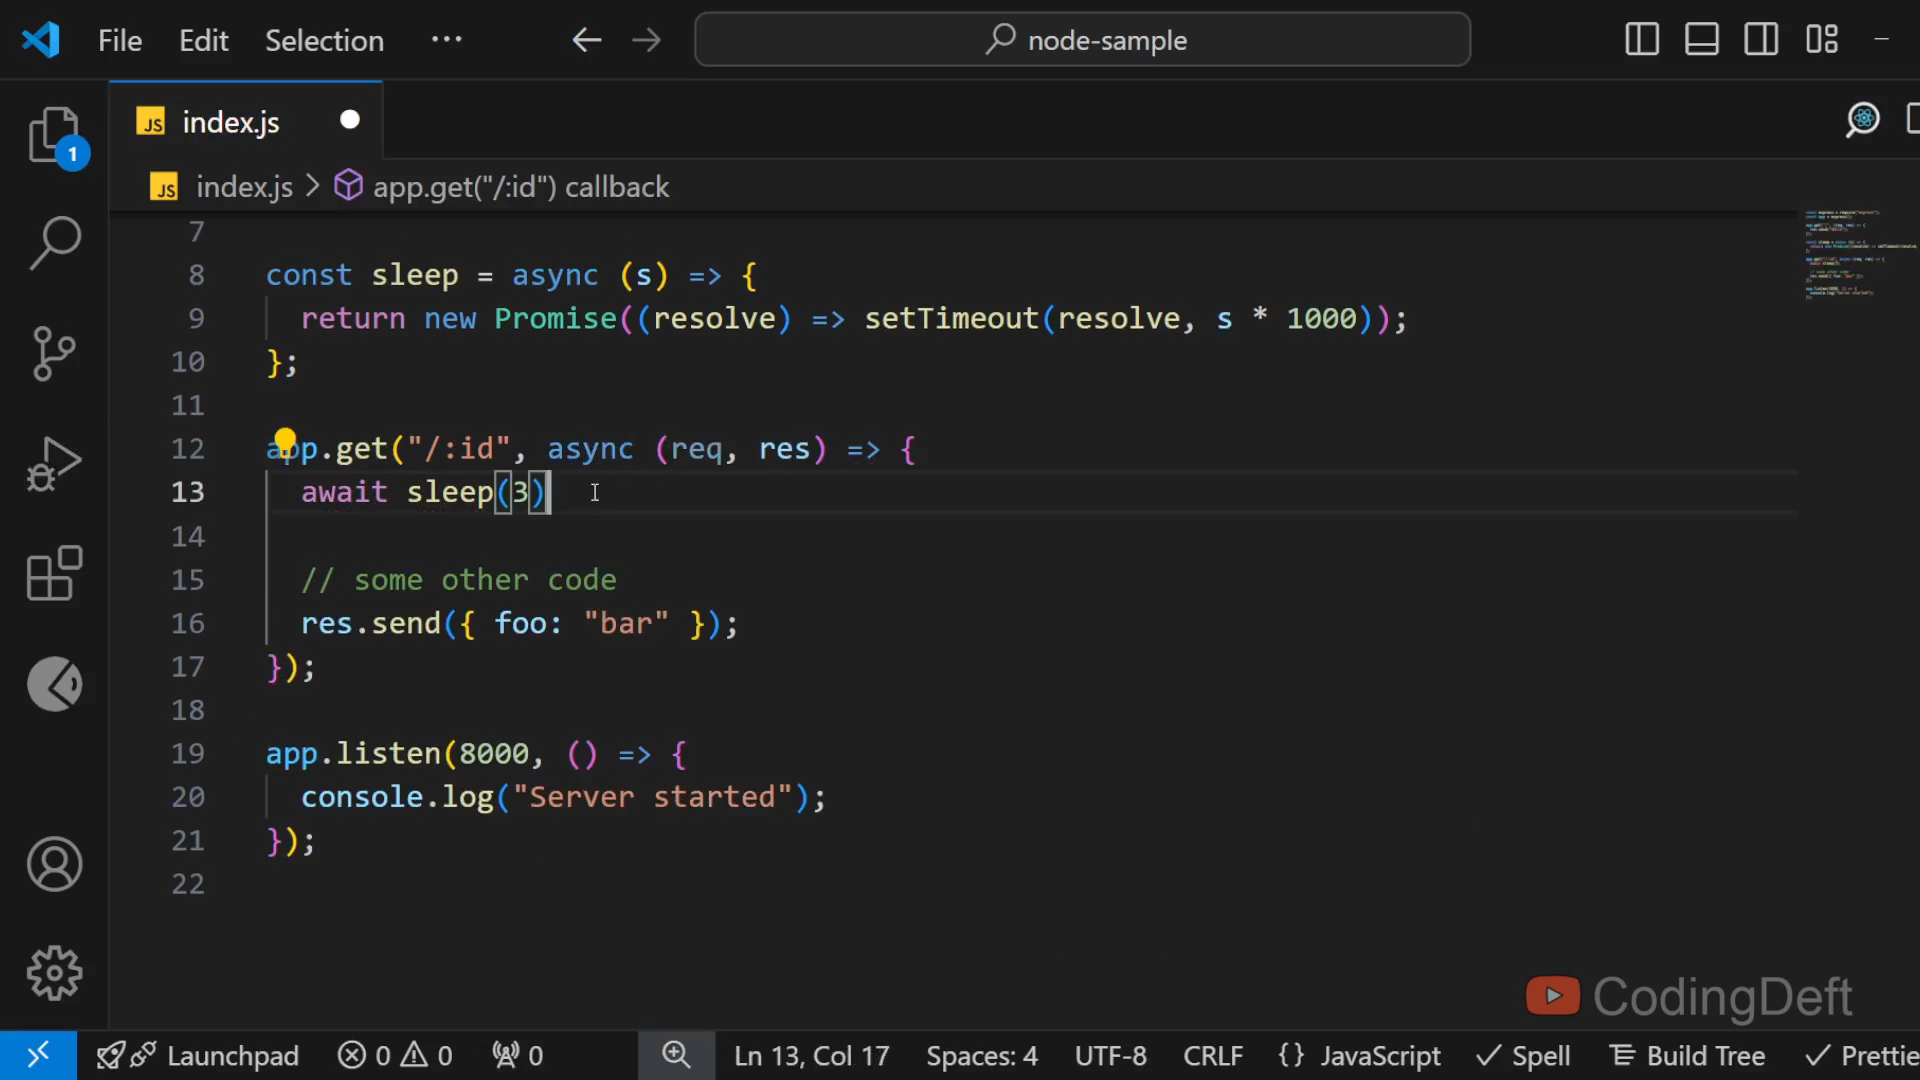 File Edit Selection ··· node-sample
JS index.js
1
JS index.js > app.get("/:id") callback
7
8 const sleep = async (s) => {
9 return new Promise((resolve) => setTimeout(resolve, s * 1000));
10 };
11
12 app.get("/:id", async (req, res) => {
13 await sleep(3)
14
15 // some other code
16 res.send({ foo: "bar" });
17 });
18
19 app.listen(8000, () => {
20 console.log("Server started");
21 });
22
CodingDeft
Launchpad 0 0 0 Ln 13, Col 17 Spaces: 4 UTF-8 CRLF {} JavaScript Spell Build Tree Prettie